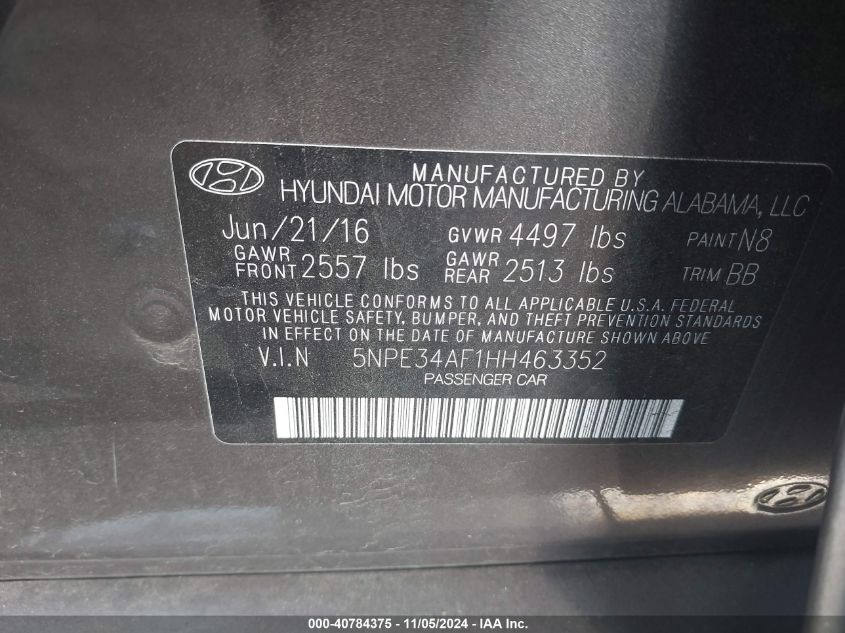 MANUFACTURED BY
HYUNDAI MOTOR MANUFACTURING ALABAMA, LLC
Jun/21/16 GVWR 4497 lbs PAINT N8
GAWR FRONT 2557 lbs GAWR REAR 2513 lbs TRIM BB
THIS VEHICLE CONFORMS TO ALL APPLICABLE U.S.A. FEDERAL
MOTOR VEHICLE SAFETY, BUMPER, AND THEFT PREVENTION STANDARDS
IN EFFECT ON THE DATE OF MANUFACTURE SHOWN ABOVE
V.I.N 5NPE34AF1HH463352
PASSENGER CAR
000-40784375 - 11/05/2024 - IAA Inc.